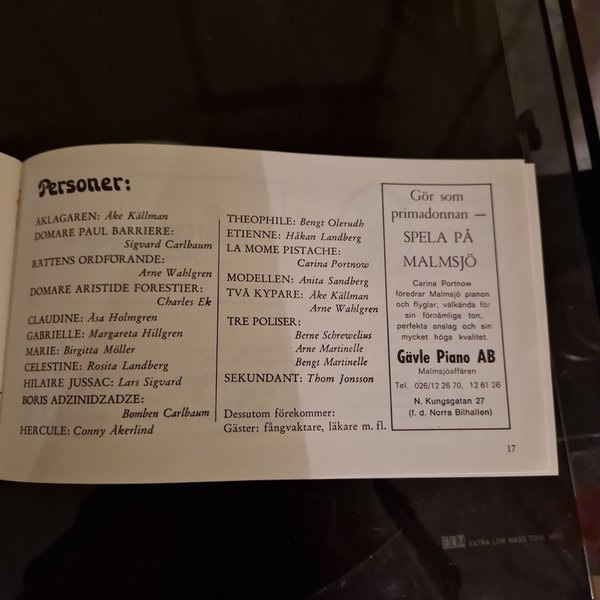 Personer:
ÅKLAGAREN: Åke Källman
DOMARE PAUL BARRIERE:
Sigvard Carlbaum
RÄTTENS ORDFÖRANDE:
Arne Wahlgren
DOMARE ARISTIDE FORESTIER:
Charles Ek
CLAUDINE: Åsa Holmgren
GABRIELLE: Margareta Hillgren
MARIE: Birgitta Möller
CELESTINE: Rosita Landberg
HILAIRE JUSSAC: Lars Sigvard
BORIS ADZINIDZADZE:
Bomben Carlbaum
HERCULE: Conny Åkerlind
THEOPHILE: Bengt Olerudh
ETIENNE: Håkan Landberg
LA MOME PISTACHE:
Carina Portnow
MODELLEN: Anita Sandberg
TVÅ KYPARE: Åke Källman
Arne Wahlgren
TRE POLISER:
Berne Schrewelius
Arne Martinelle
Bengt Martinelle
SEKUNDANT: Thom Jonsson
Dessutom förekommer:
Gäster: fångvaktare, läkare m. fl.
Gör som
primadonnan —
SPELA PÅ
MALMSJÖ
Carina Portnow
föredrar Malmsjö pianon
och flyglar, välkända för
sin förnämliga ton,
perfekta anslag och sin
mycket höga kvalitet.
Gävle Piano AB
Malmsjöaffären
Tel. 026/12 26 70, 12 61 26
N. Kungsgatan 27
(f. d. Norra Bilhallen)
17
ELM EXTRA LOW MASS TONE ARM